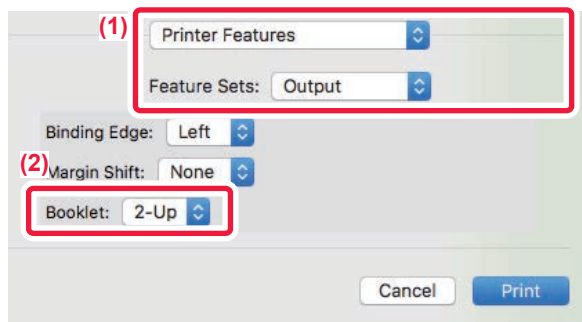 (1) Printer Features
Feature Sets: Output
Binding Edge: Left
(2)
Margin Shift: None
Booklet: 2-Up
Cancel Print